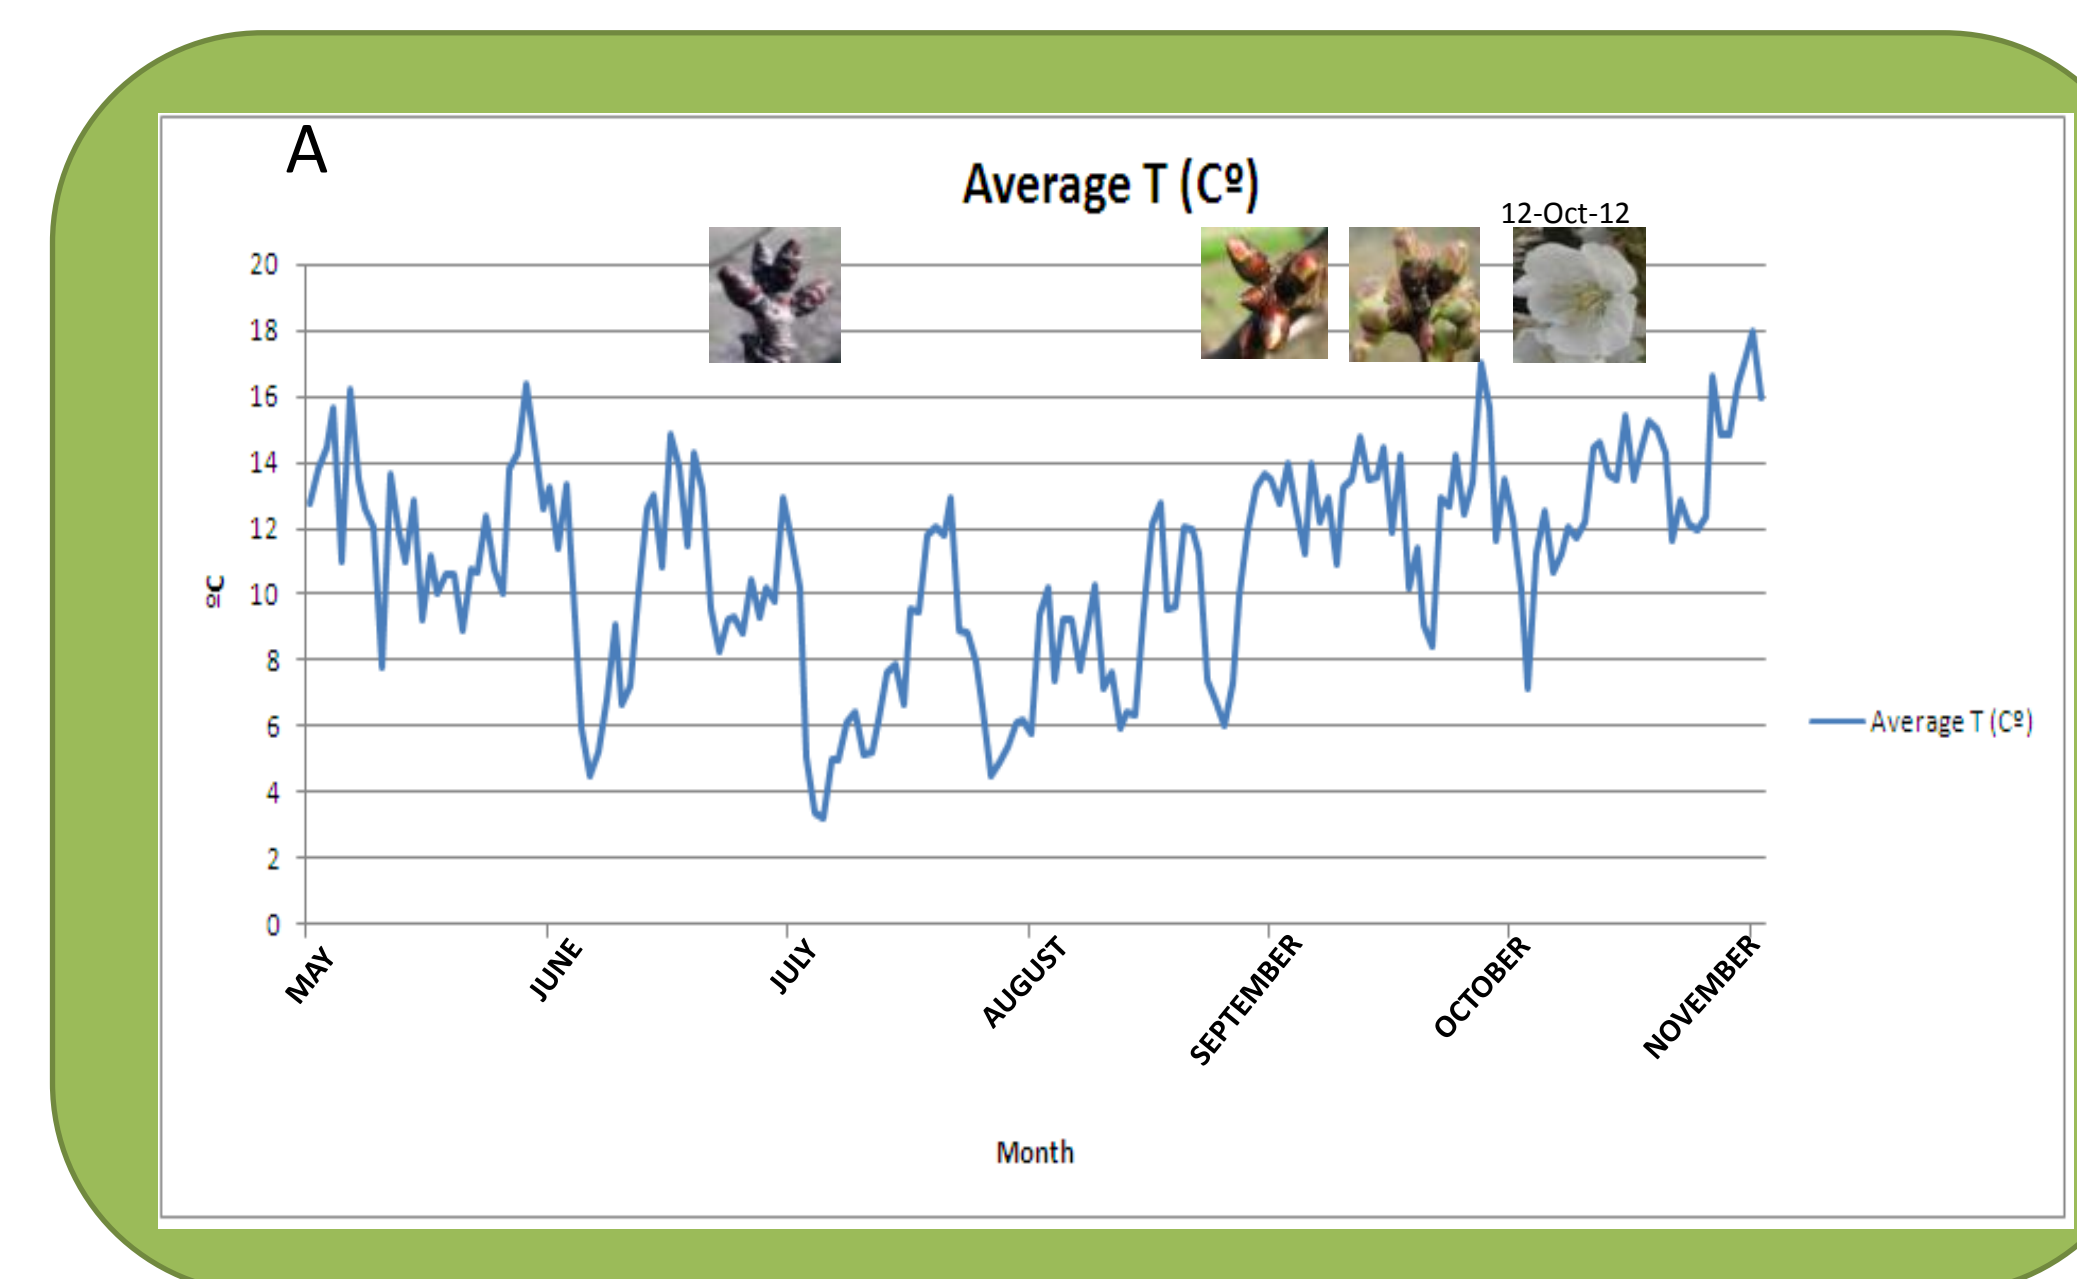 A
Average T (Cº)
12-Oct-12
20
18
16
14
12
10
8
6
4
2
0
ºC
Average T (Cº)
MAY
JUNE
JULY
AUGUST
SEPTEMBER
OCTOBER
NOVEMBER
Month